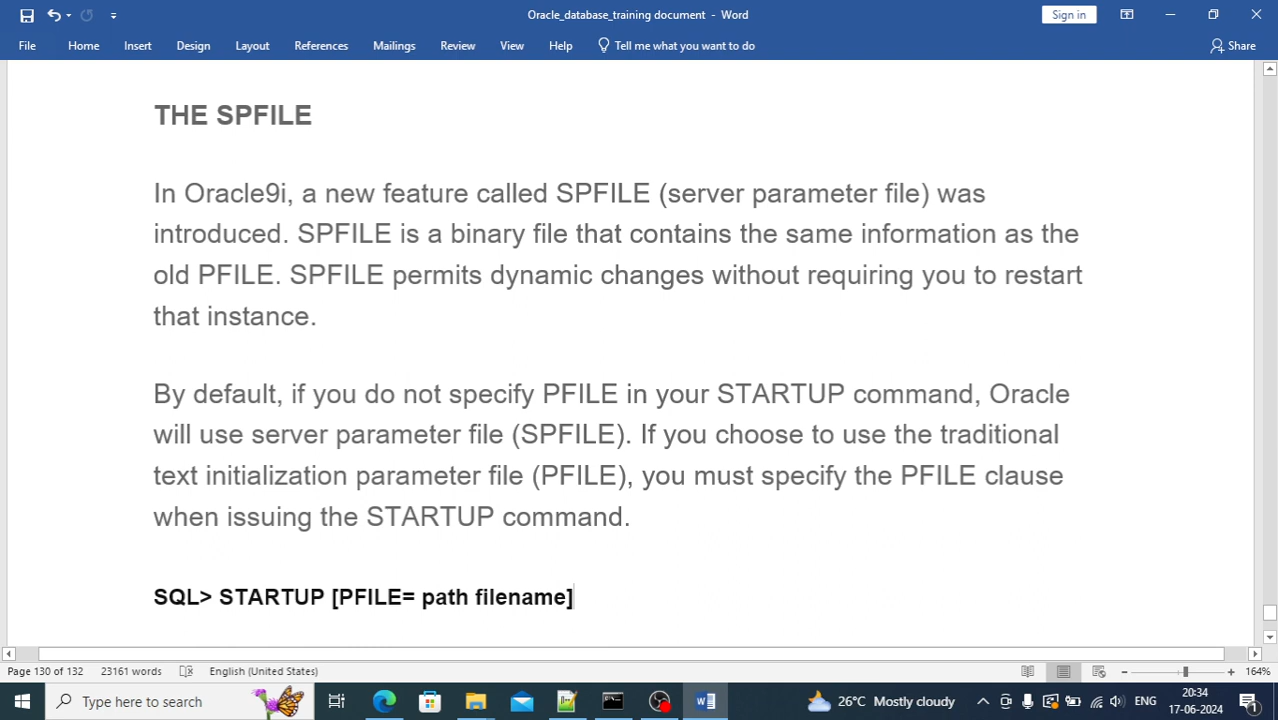 Oracle_database_training document - Word
Sign in
File Home Insert Design Layout References Mailings Review View Help Tell me what you want to do Share
THE SPFILE
In Oracle9i, a new feature called SPFILE (server parameter file) was
introduced. SPFILE is a binary file that contains the same information as the
old PFILE. SPFILE permits dynamic changes without requiring you to restart
that instance.
By default, if you do not specify PFILE in your STARTUP command, Oracle
will use server parameter file (SPFILE). If you choose to use the traditional
text initialization parameter file (PFILE), you must specify the PFILE clause
when issuing the STARTUP command.
SQL> STARTUP [PFILE= path filename]
Page 130 of 132 23161 words English (United States) 164%
Type here to search 26°C Mostly cloudy ENG 20:34
17-06-2024 1